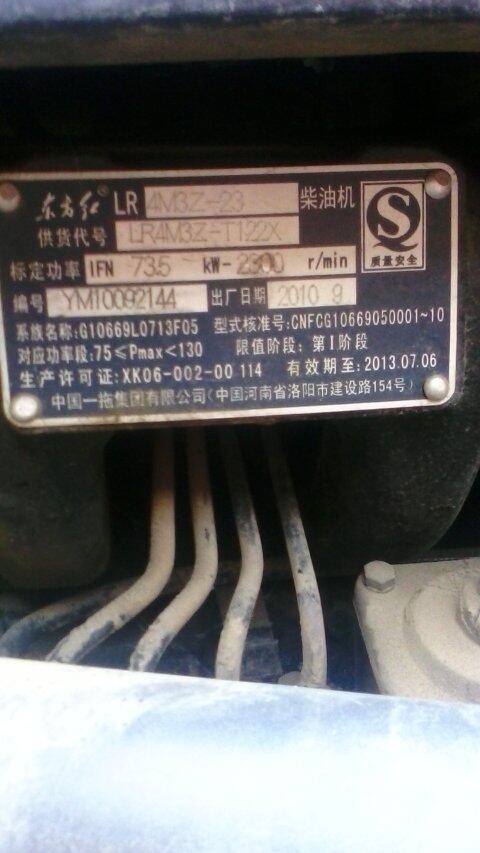 东方红® LR 4M3Z-23 柴油机
供货代号 LR4M3Z-T122X
标定功率 IFN 73.5 kW-2300 r/min
质量安全
编号 YM10092144 出厂日期 2010 9
系族名称:G10669L0713F05 型式核准号:CNFCG10669050001~10
对应功率段:75≤Pmax<130 限值阶段:第Ⅰ阶段
生产许可证:XK06-002-00 114 有效期至:2013.07.06
中国一拖集团有限公司(中国河南省洛阳市建设路154号)